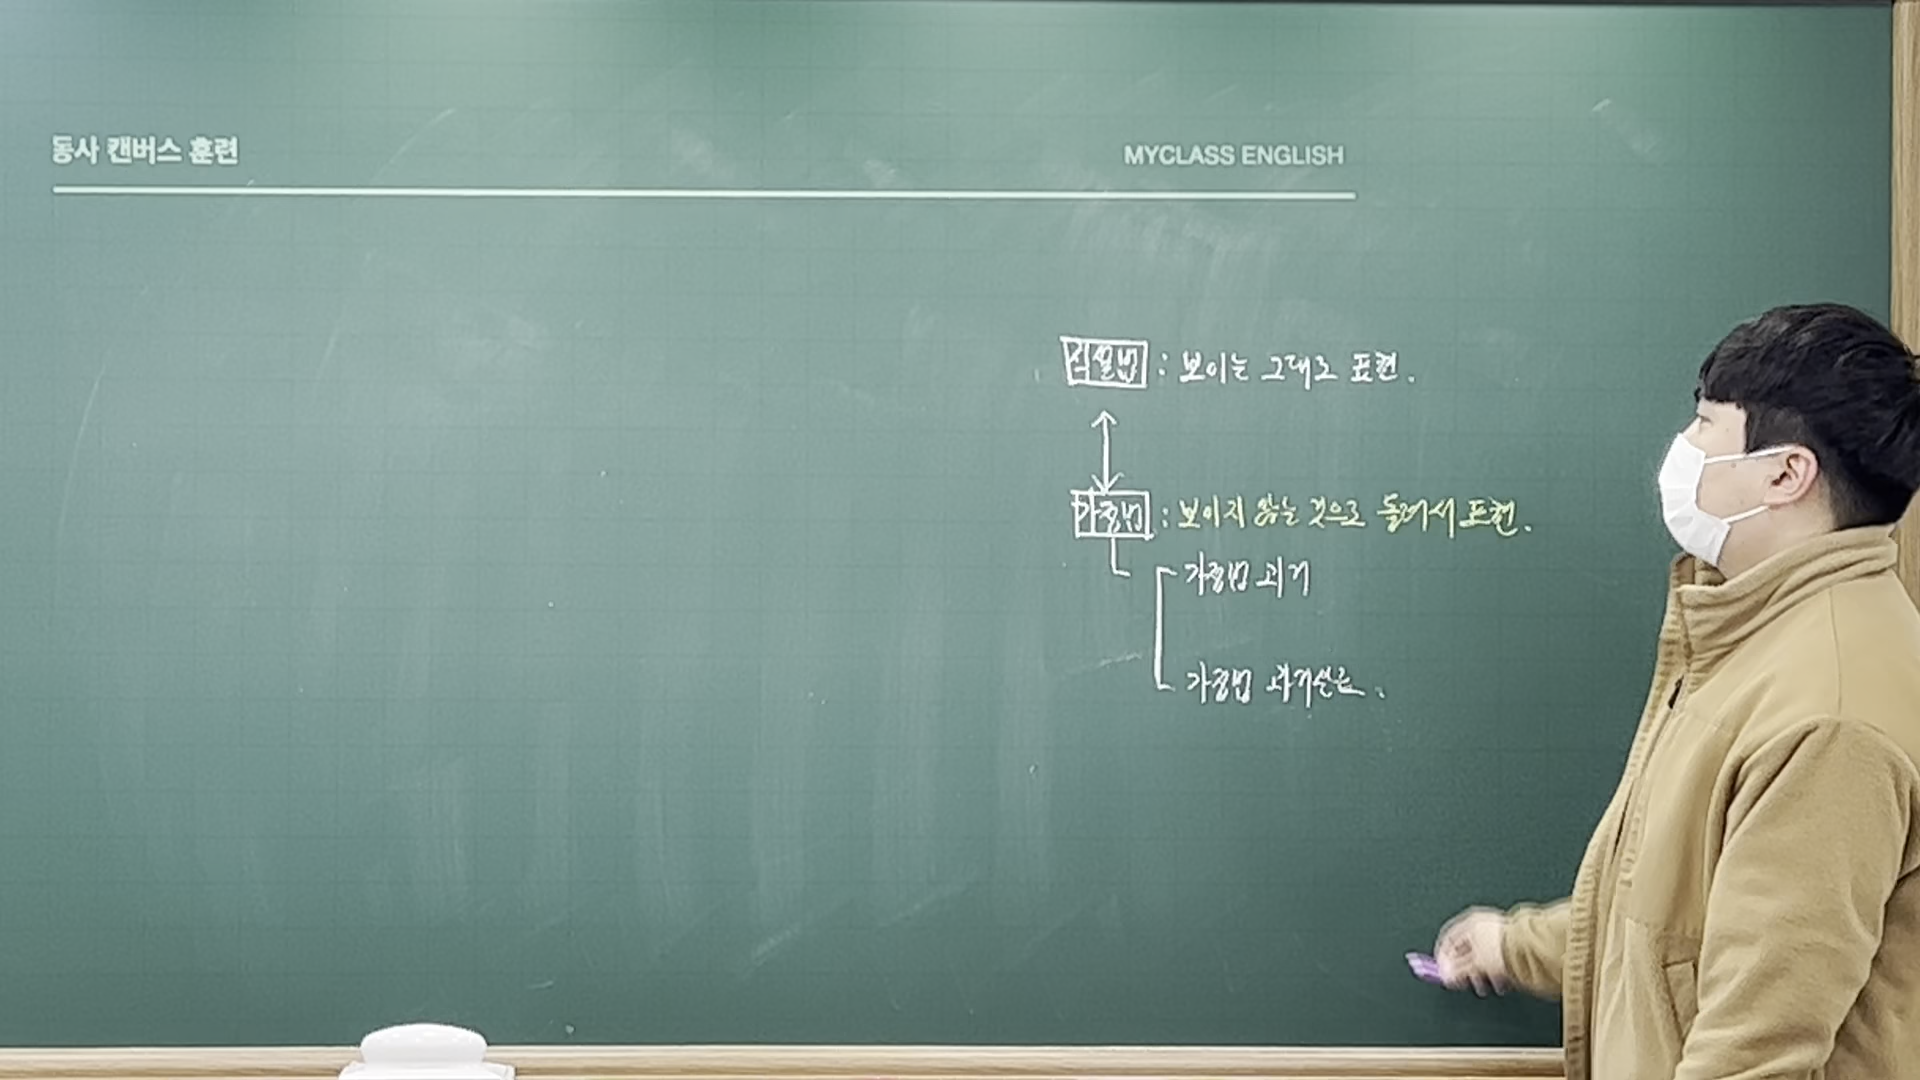 동사 캔버스 훈련
MYCLASS ENGLISH
직설법 : 보이는 그대로 표현.
가정법 : 보이지 않는 것으로 돌려서 표현.
가정법 과거
가정법 과거완료.